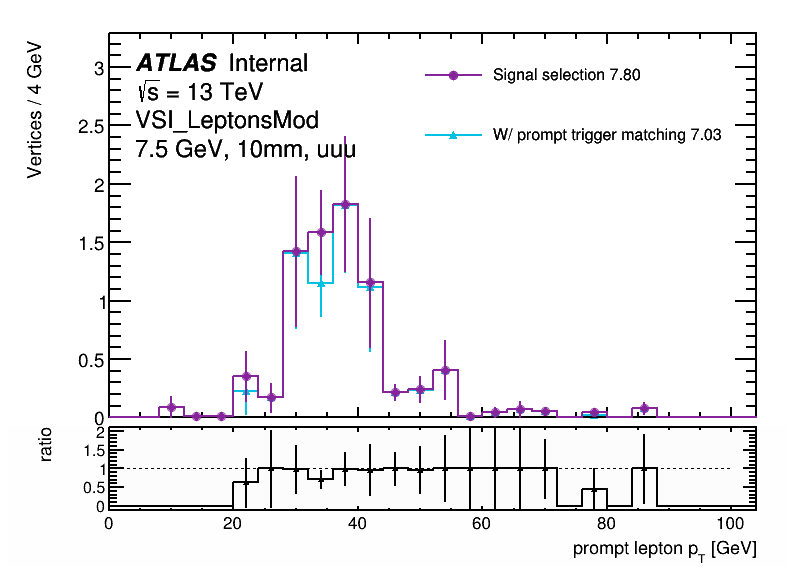 ATLAS Internal
√s = 13 TeV
VSI_LeptonsMod
7.5 GeV, 10mm, uuu
Signal selection 7.80
W/ prompt trigger matching 7.03
Vertices / 4 GeV
3
2.5
2
1.5
1
0.5
0
ratio
2
1.5
1
0.5
0
0 20 40 60 80 100
prompt lepton pT [GeV]